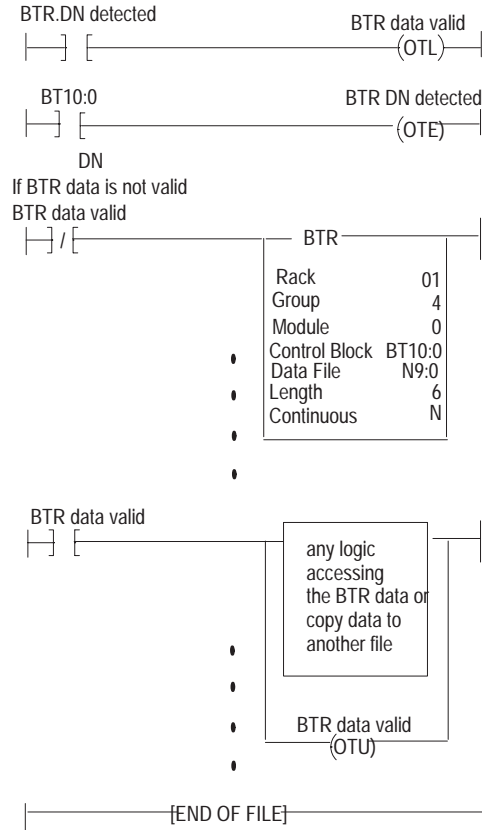 BTR.DN detected
BTR data valid
(OTL)
BT10:0
BTR DN detected
(OTE)
DN
If BTR data is not valid
BTR data valid
/
BTR
Rack 01
Group 4
Module 0
Control Block BT10:0
Data File N9:0
Length 6
Continuous N
BTR data valid
any logic
accessing
the BTR data or
copy data to
another file
BTR data valid
(OTU)
[END OF FILE]